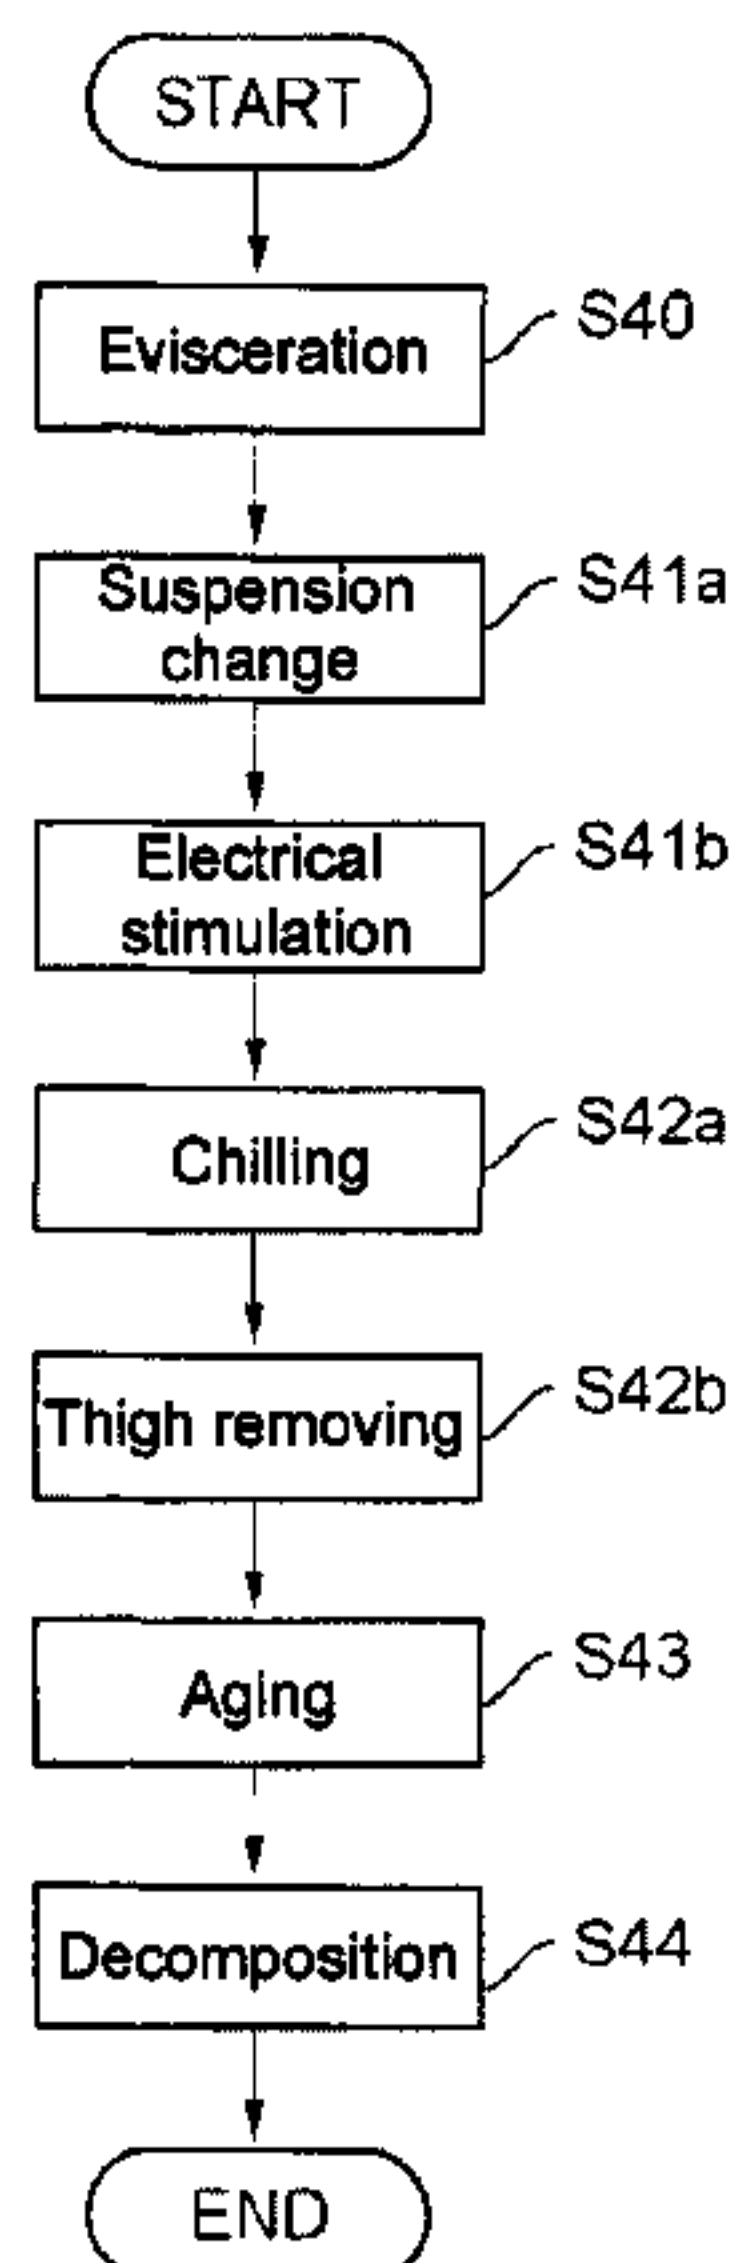 START
Evisceration
S40
Suspension
change
S41a
Electrical
stimulation
S41b
Chilling
S42a
Thigh removing
S42b
Aging
S43
Decomposition
S44
END